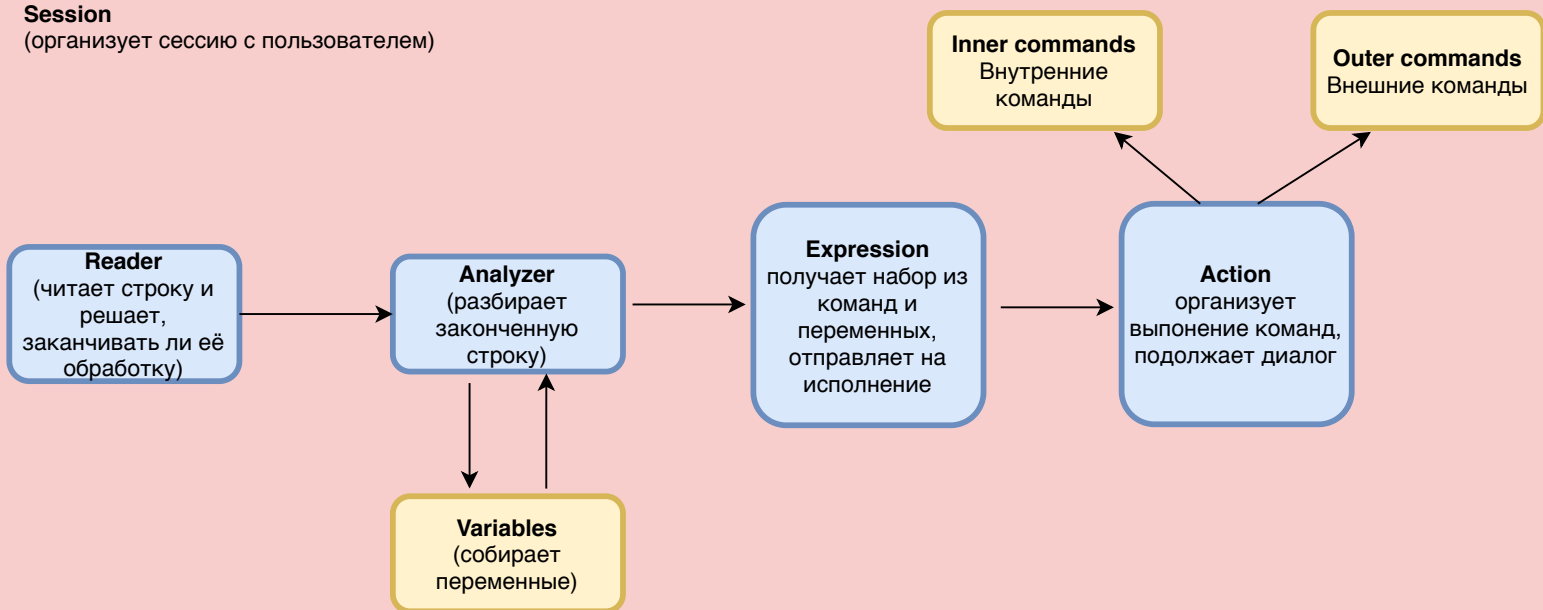 Session
(организует сессию с пользователем)
Inner commands
Внутренние
команды
Outer commands
Внешние команды
Reader
(читает строку и
решает,
заканчивать ли её
обработку)
Analyzer
(разбирает
законченную
строку)
Expression
получает набор из
команд и
переменных,
отправляет на
исполнение
Action
организует
выпонение команд,
подолжает диалог
Variables
(собирает
переменные)